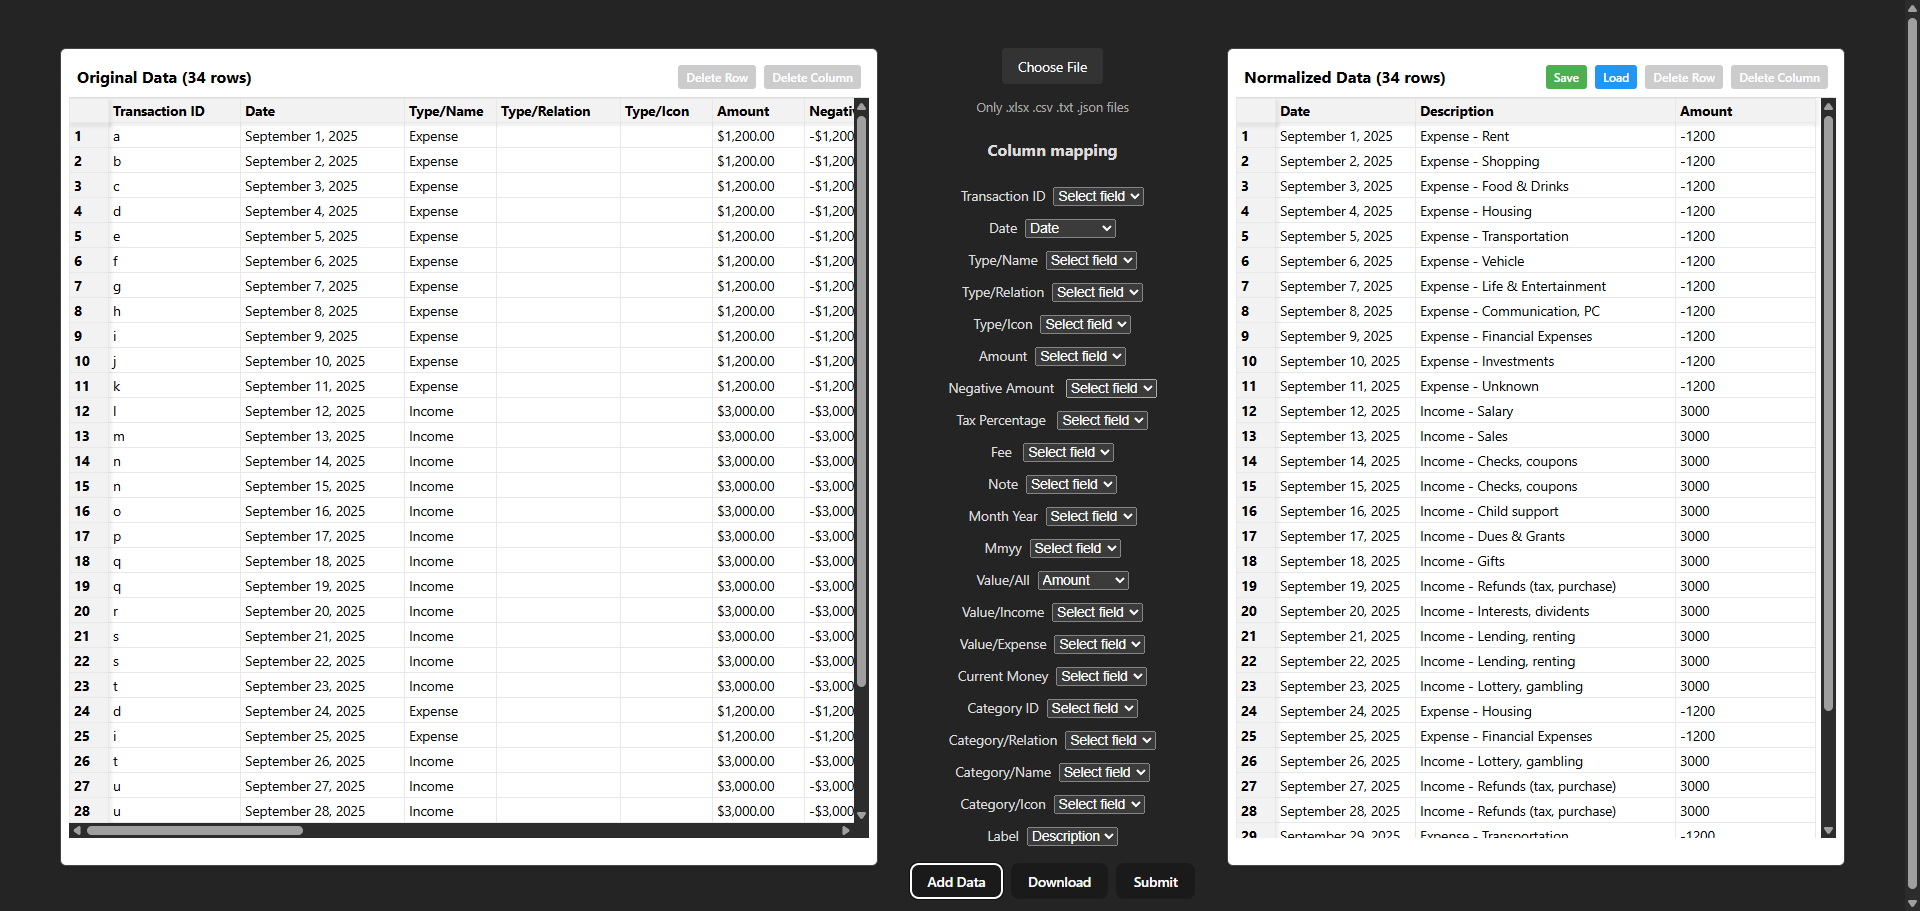 Original Data (34 rows) Delete Row Delete Column
Transaction ID Date Type/Name Type/Relation Type/Icon Amount
1 a September 1, 2025 Expense $1,200.00 -$1,200
2 b September 2, 2025 Expense $1,200.00 -$1,200
3 c September 3, 2025 Expense $1,200.00 -$1,200
4 d September 4, 2025 Expense $1,200.00 -$1,200
5 e September 5, 2025 Expense $1,200.00 -$1,200
6 f September 6, 2025 Expense $1,200.00 -$1,200
7 g September 7, 2025 Expense $1,200.00 -$1,200
8 h September 8, 2025 Expense $1,200.00 -$1,200
9 i September 9, 2025 Expense $1,200.00 -$1,200
10 j September 10, 2025 Expense $1,200.00 -$1,200
11 k September 11, 2025 Expense $1,200.00 -$1,200
12 l September 12, 2025 Income $3,000.00 -$3,000
13 m September 13, 2025 Income $3,000.00 -$3,000
14 n September 14, 2025 Income $3,000.00 -$3,000
15 n September 15, 2025 Income $3,000.00 -$3,000
16 o September 16, 2025 Income $3,000.00 -$3,000
17 p September 17, 2025 Income $3,000.00 -$3,000
18 q September 18, 2025 Income $3,000.00 -$3,000
19 q September 19, 2025 Income $3,000.00 -$3,000
20 r September 20, 2025 Income $3,000.00 -$3,000
21 s September 21, 2025 Income $3,000.00 -$3,000
22 s September 22, 2025 Income $3,000.00 -$3,000
23 t September 23, 2025 Income $3,000.00 -$3,000
24 d September 24, 2025 Expense $1,200.00 -$1,200
25 i September 25, 2025 Expense $1,200.00 -$1,200
26 t September 26, 2025 Income $3,000.00 -$3,000
27 u September 27, 2025 Income $3,000.00 -$3,000
28 u September 28, 2025 Income $3,000.00 -$3,000
Choose File
Only .xlsx .csv .txt .json files
Column mapping
Transaction ID Select field
Date Date
Type/Name Select field
Type/Relation Select field
Type/Icon Select field
Amount Select field
Negative Amount Select field
Tax Percentage Select field
Fee Select field
Note Select field
Month Year Select field
Mmyy Select field
Value/All Amount
Value/Income Select field
Value/Expense Select field
Current Money Select field
Category ID Select field
Category/Relation Select field
Category/Name Select field
Category/Icon Select field
Label Description
Add Data Download Submit
Normalized Data (34 rows) Save Load Delete Row Delete Column
Date Description Amount
1 September 1, 2025 Expense - Rent -1200
2 September 2, 2025 Expense - Shopping -1200
3 September 3, 2025 Expense - Food & Drinks -1200
4 September 4, 2025 Expense - Housing -1200
5 September 5, 2025 Expense - Transportation -1200
6 September 6, 2025 Expense - Vehicle -1200
7 September 7, 2025 Expense - Life & Entertainment -1200
8 September 8, 2025 Expense - Communication, PC -1200
9 September 9, 2025 Expense - Financial Expenses -1200
10 September 10, 2025 Expense - Investments -1200
11 September 11, 2025 Expense - Unknown -1200
12 September 12, 2025 Income - Salary 3000
13 September 13, 2025 Income - Sales 3000
14 September 14, 2025 Income - Checks, coupons 3000
15 September 15, 2025 Income - Checks, coupons 3000
16 September 16, 2025 Income - Child support 3000
17 September 17, 2025 Income - Dues & Grants 3000
18 September 18, 2025 Income - Gifts 3000
19 September 19, 2025 Income - Refunds (tax, purchase) 3000
20 September 20, 2025 Income - Interests, dividents 3000
21 September 21, 2025 Income - Lending, renting 3000
22 September 22, 2025 Income - Lending, renting 3000
23 September 23, 2025 Income - Lottery, gambling 3000
24 September 24, 2025 Expense - Housing -1200
25 September 25, 2025 Expense - Financial Expenses -1200
26 September 26, 2025 Income - Lottery, gambling 3000
27 September 27, 2025 Income - Refunds (tax, purchase) 3000
28 September 28, 2025 Income - Refunds (tax, purchase) 3000
29 September 29, 2025 Expense - Transportation -1200